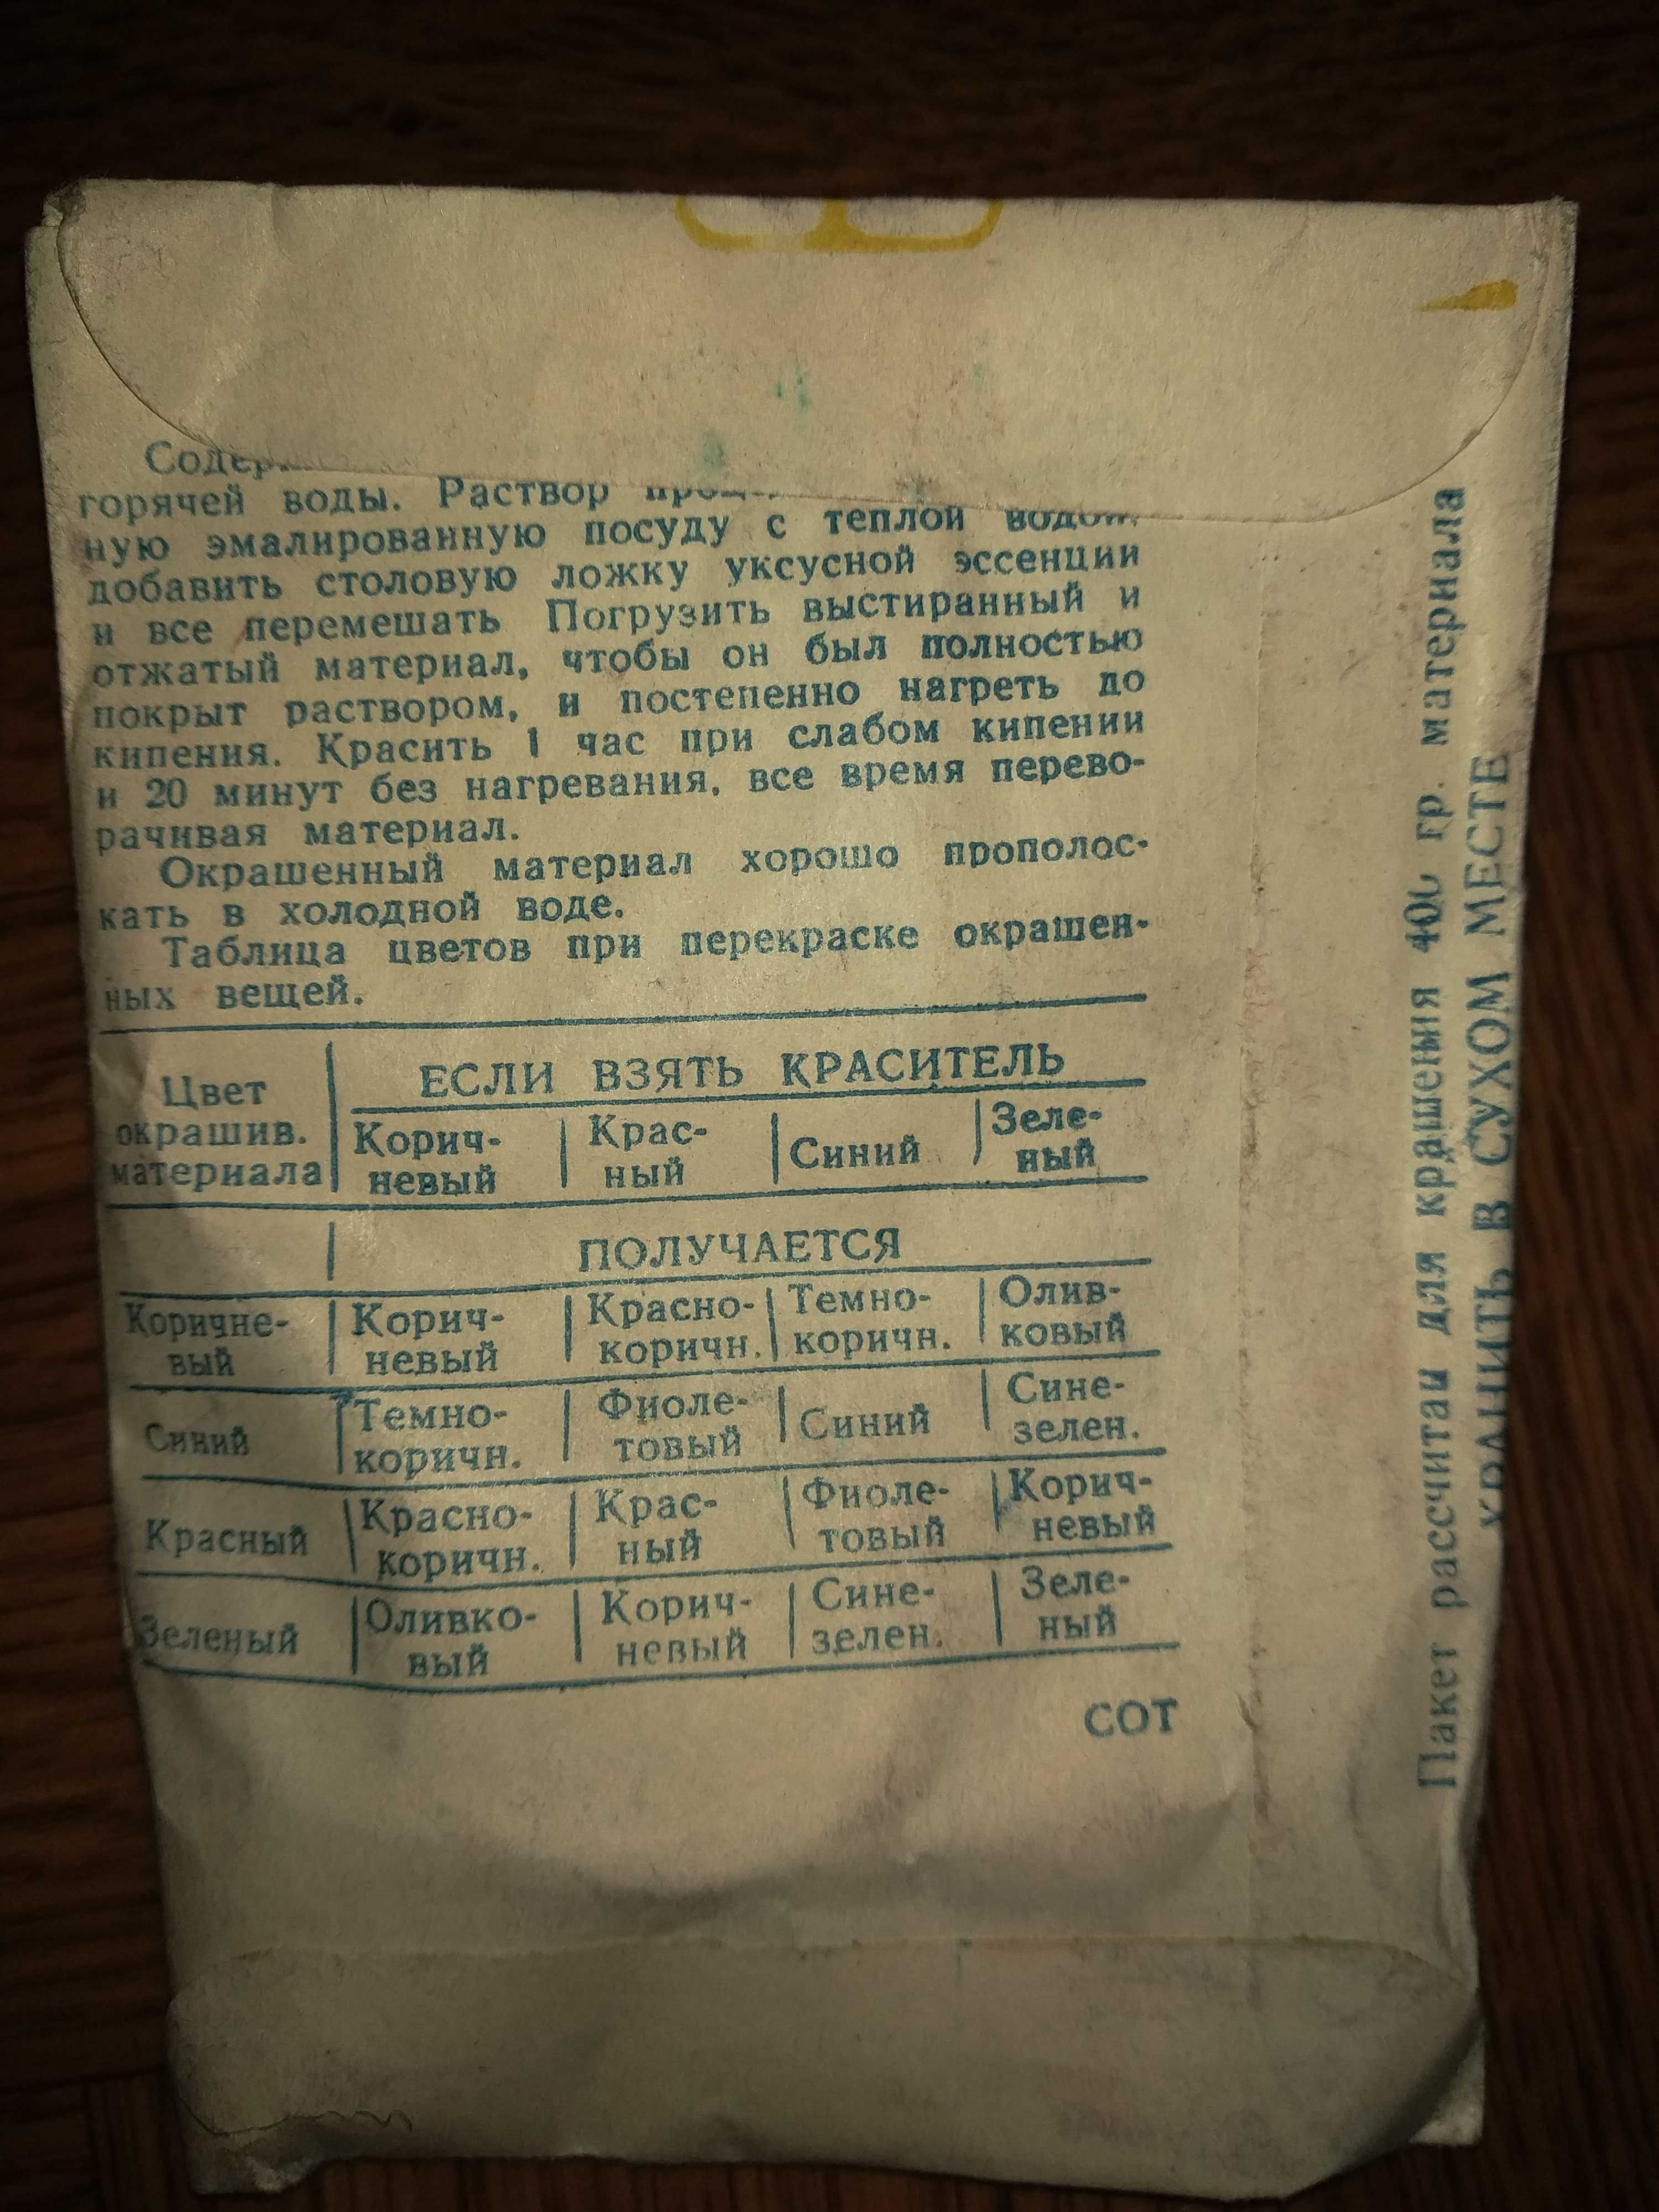 горячей воды. Раствор
ную эмалированную посуду с теплой водой,
добавить столовую ложку уксусной эссенции
и все перемешать Погрузить выстиранный и
отжатый материал, чтобы он был полностью
покрыт раствором, и постепенно нагреть до
кипения. Красить 1 час при слабом кипении
и 20 минут без нагревания, все время перево-
рачивая материал.
Окрашенный материал хорошо прополос-
кать в холодной воде.
Таблица цветов при перекраске окрашен-
ных вещей.
Цвет
окрашив.
материала
ЕСЛИ ВЗЯТЬ КРАСИТЕЛЬ
Корич-
невый
Крас-
ный
Синий
Зеле-
ный
ПОЛУЧАЕТСЯ
Коричне-
вый
Корич-
невый
Красно-
коричн.
Темно-
коричн.
Олив-
ковый
Синий
Темно-
коричн.
Фиоле-
товый
Синий
Сине-
зелен.
Красный
Красно-
коричн.
Крас-
ный
Фиоле-
товый
Корич-
невый
Зеленый
Оливко-
вый
Корич-
невый
Сине-
зелен.
Зеле-
ный
СОТ
Пакет рассчитан для крашения 400 гр. материала
ХРАНИТЬ В СУХОМ МЕСТЕ